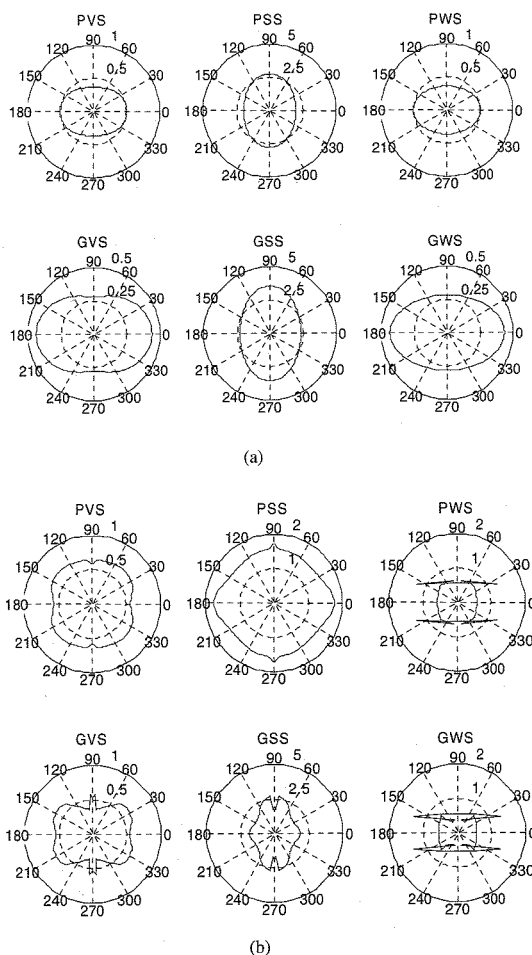 PVS PSS PWS
90 1 90 5 90 1
120 60 120 60 120 60
0.5 2.5 0.5
150 30 150 30 150 30
180 0 180 0 180 0
210 330 210 330 210 330
240 300 240 300 240 300
270 270 270
GVS GSS GWS
90 0.5 90 5 90 0.5
120 60 120 60 120 60
0.25 2.5 0.25
150 30 150 30 150 30
180 0 180 0 180 0
210 330 210 330 210 330
240 300 240 300 240 300
270 270 270
(a)
PVS PSS PWS
90 1 90 2 90 2
120 60 120 60 120 60
0.5 1 1
150 30 150 30 150 30
180 0 180 0 180 0
210 330 210 330 210 330
240 300 240 300 240 300
270 270 270
GVS GSS GWS
90 1 90 5 90 2
120 60 120 60 120 60
0.5 2.5 1
150 30 150 30 150 30
180 0 180 0 180 0
210 330 210 330 210 330
240 300 240 300 240 300
270 270 270
(b)